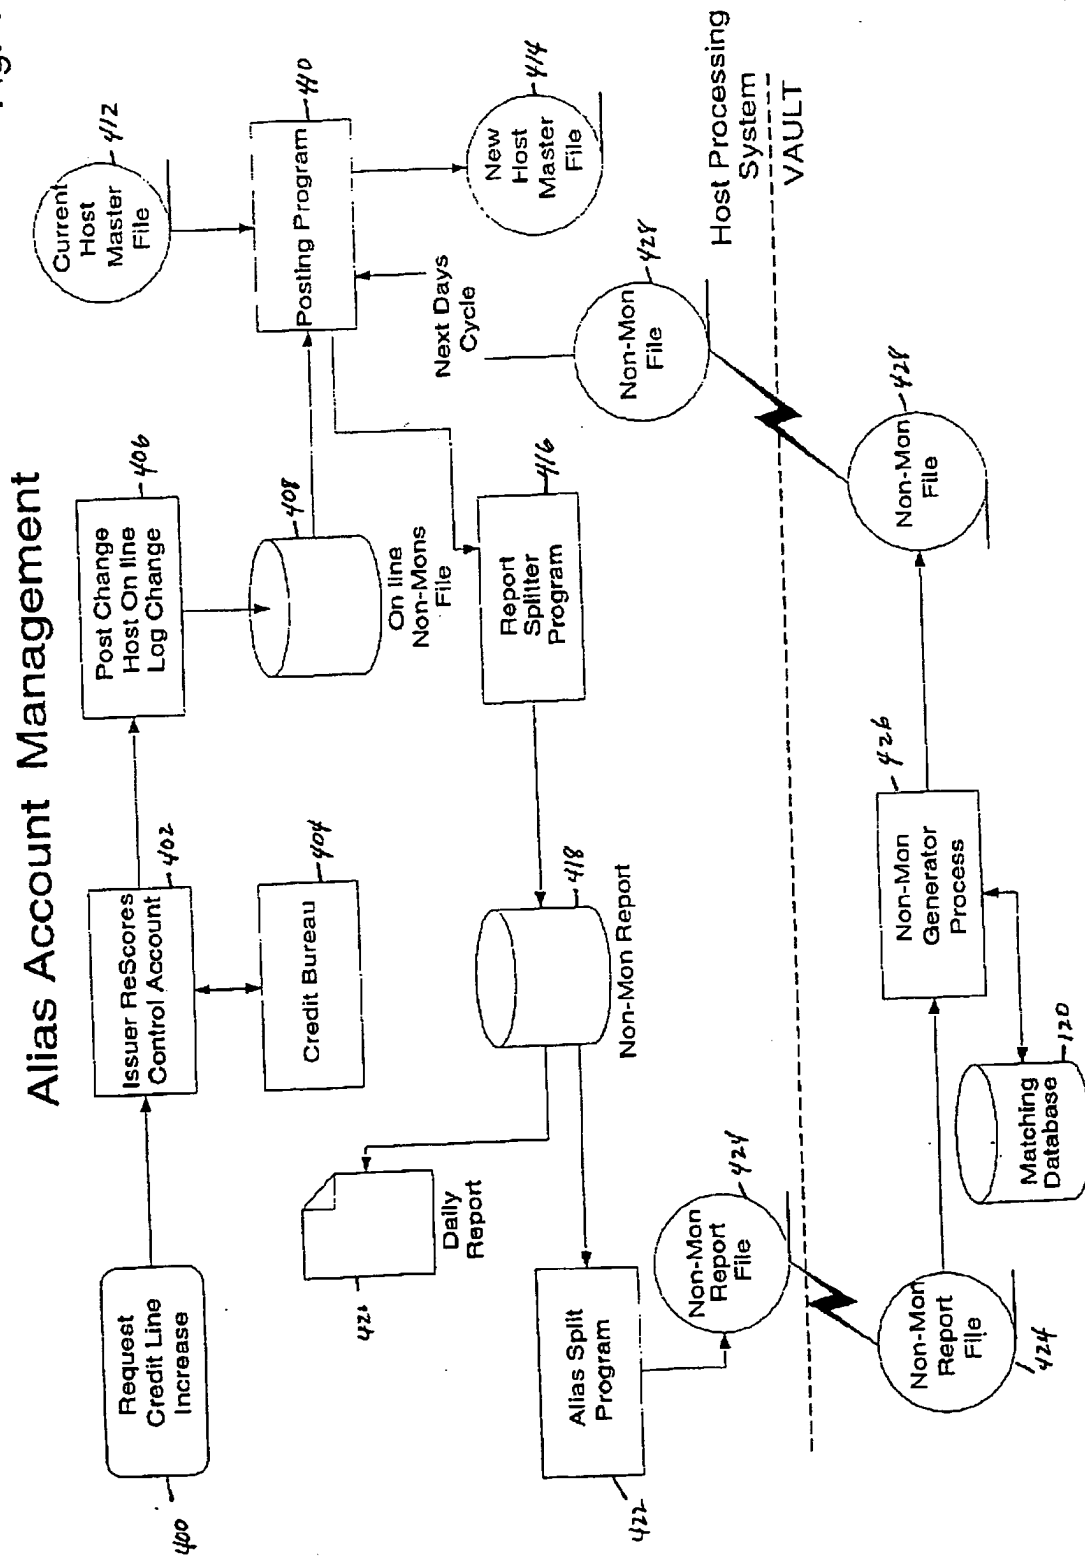 Fig.
Alias Account Management
Request
Credit Line
Increase
400
Issuer ReScores
Control Account
402
Credit Bureau
404
Post Change
Host On line
Log Change
406
408
On line
Non-Mons
File
Current
Host
Master
File
412
Posting Program
410
New
Host
Master
File
414
Next Days
Cycle
Report
Splitter
Program
416
418
Non-Mon Report
Daily
Report
421
Alias Split
Program
422
Non-Mon
Report
File
424
Non-Mon
File
428
Host Processing
System
VAULT
Non-Mon
Report
File
424
Matching
Database
120
Non-Mon
Generator
Process
426
Non-Mon
File
428